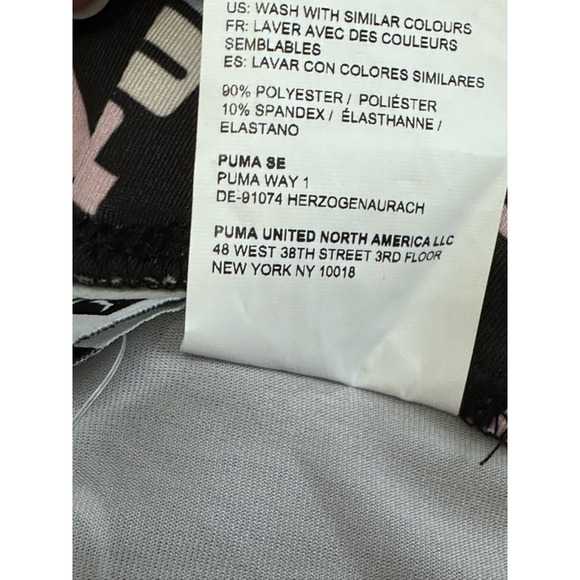 US: WASH WITH SIMILAR COLOURS
FR: LAVER AVEC DES COULEURS
SEMBLABLES
ES: LAVAR CON COLORES SIMILARES
90% POLYESTER / POLIÉSTER
10% SPANDEX / ÉLASTHANNE /
ELASTANO
PUMA SE
PUMA WAY 1
DE-91074 HERZOGENAURACH
PUMA UNITED NORTH AMERICA LLC
48 WEST 38TH STREET 3RD FLOOR
NEW YORK NY 10018